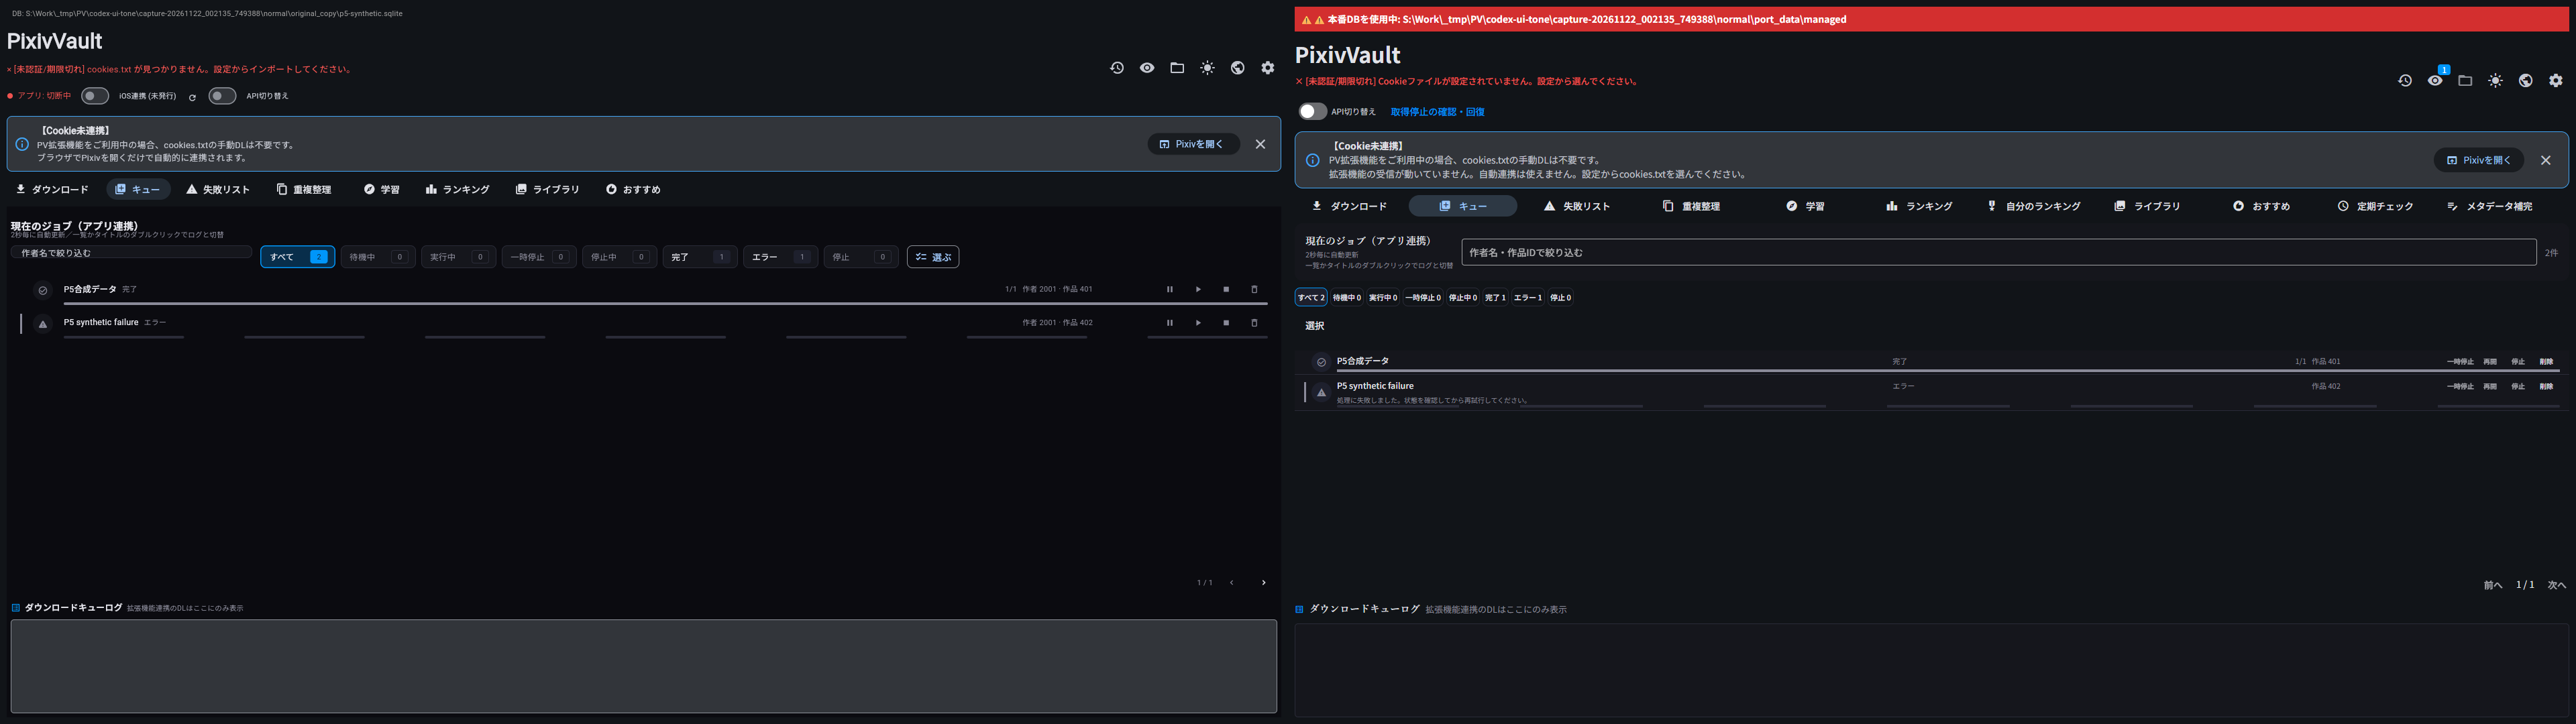 DB: S:\Work\_tmp\PV\codex-ui-tone\capture-20261122_002135_749388\normal\original_copy\p5-synthetic.sqlite
PixivVault
× [未認証/期限切れ] cookies.txt が見つかりません。設定からインポートしてください。
アプリ: 切断中 iOS連携 (未発行) API切り替え
【Cookie未連携】
PV拡張機能をご利用中の場合、cookies.txtの手動DLは不要です。
ブラウザでPixivを開くだけで自動的に連携されます。
Pixivを開く
ダウンロード キュー 失敗リスト 重複整理 学習 ランキング ライブラリ おすすめ
現在のジョブ（アプリ連携）
2秒毎に自動更新／一覧かタイトルのダブルクリックでログと切替
作者名で絞り込む すべて 2 待機中 0 実行中 0 一時停止 0 停止中 0 完了 1 エラー 1 停止 0 選ぶ
P5合成データ 完了 1/1 作者 2001 · 作品 401
P5 synthetic failure エラー 作者 2001 · 作品 402
1 / 1
ダウンロードキューログ 拡張機能連携のDLはここにのみ表示
本番DBを使用中: S:\Work\_tmp\PV\codex-ui-tone\capture-20261122_002135_749388\normal\port_data\managed
PixivVault
× [未認証/期限切れ] Cookieファイルが設定されていません。設定から選んでください。
1
API切り替え 取得停止の確認・回復
【Cookie未連携】
PV拡張機能をご利用中の場合、cookies.txtの手動DLは不要です。
拡張機能の受信が動いていません。自動連携は使えません。設定からcookies.txtを選んでください。
Pixivを開く
ダウンロード キュー 失敗リスト 重複整理 学習 ランキング 自分のランキング ライブラリ おすすめ 定期チェック メタデータ補完
現在のジョブ（アプリ連携）
2秒毎に自動更新
一覧かタイトルのダブルクリックでログと切替
作者名・作品IDで絞り込む 2件
すべて 2 待機中 0 実行中 0 一時停止 0 停止中 0 完了 1 エラー 1 停止 0
選択
P5合成データ 完了 1/1 作品 401 一時停止 再開 停止 削除
P5 synthetic failure エラー 作品 402 一時停止 再開 停止 削除
処理に失敗しました。状態を確認してから再試行してください。
前へ 1 / 1 次へ
ダウンロードキューログ 拡張機能連携のDLはここにのみ表示